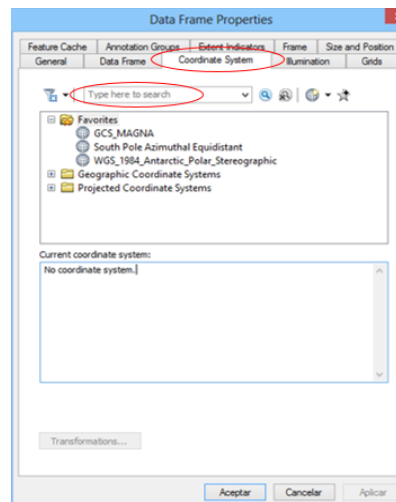 Data Frame Properties
Feature Cache Annotation Groups Extent Indicators Frame Size and Position
General Data Frame Coordinate System Illumination Grids
Type here to search
Favorites
GCS_MAGNA
South Pole Azimuthal Equidistant
WGS_1984_Antarctic_Polar_Stereographic
Geographic Coordinate Systems
Projected Coordinate Systems
Current coordinate system:
No coordinate system.
Transformations...
Aceptar Cancelar Aplicar